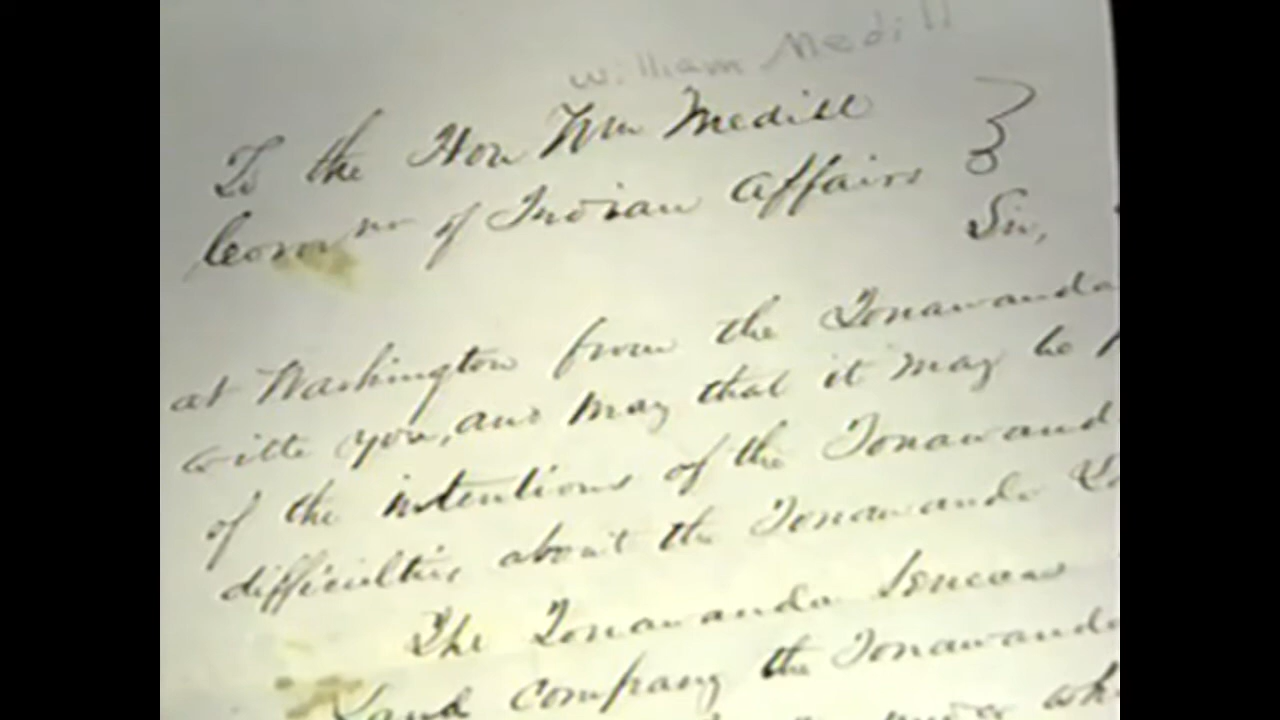 William Medill
To the Hon Wm Medill
Comnr of Indian Affairs }
Sir,
at Washington from the Tonawanda
with you, and may that it may be
of the intentions of the Tonawand
difficulties about the Tonawanda
The Tonawanda Senecas
Land Company the Tonawanda